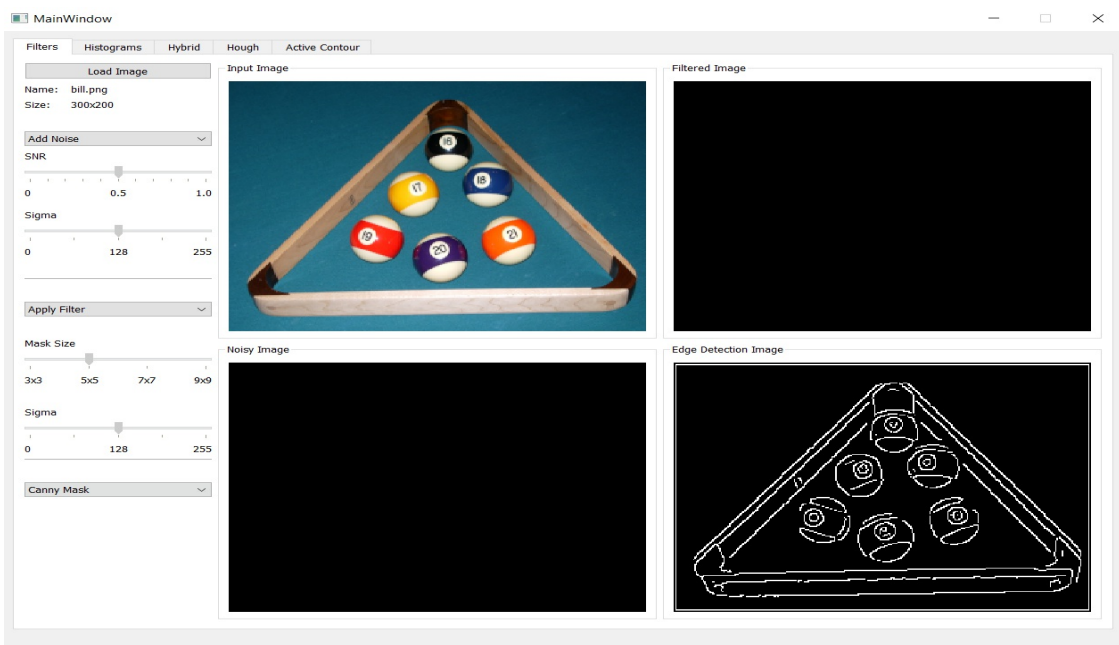 MainWindow
Filters Histograms Hybrid Hough Active Contour
Load Image
Name: bill.png
Size: 300x200
Add Noise
SNR
0 0.5 1.0
Sigma
0 128 255
Apply Filter
Mask Size
3x3 5x5 7x7 9x9
Sigma
0 128 255
Canny Mask
Input Image
16
17
18
19
20
21
Filtered Image
Noisy Image
Edge Detection Image